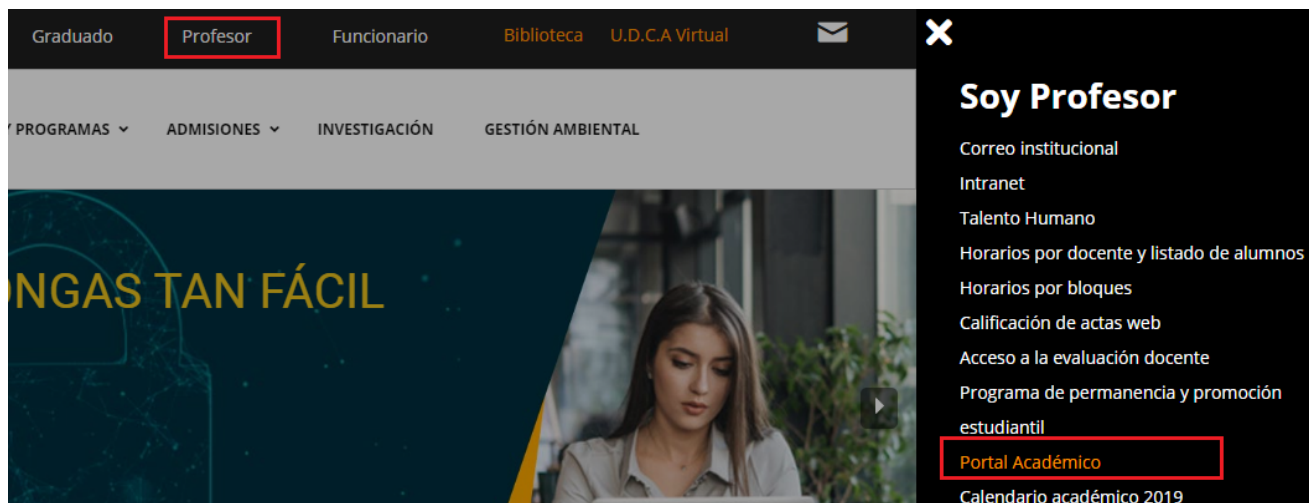 Graduado Profesor Funcionario Biblioteca U.D.C.A Virtual
PROGRAMAS ADMISIONES INVESTIGACIÓN GESTIÓN AMBIENTAL
ONGAS TAN FÁCIL
Soy Profesor
Correo institucional
Intranet
Talento Humano
Horarios por docente y listado de alumnos
Horarios por bloques
Calificación de actas web
Acceso a la evaluación docente
Programa de permanencia y promoción
estudiantil
Portal Académico
Calendario académico 2019